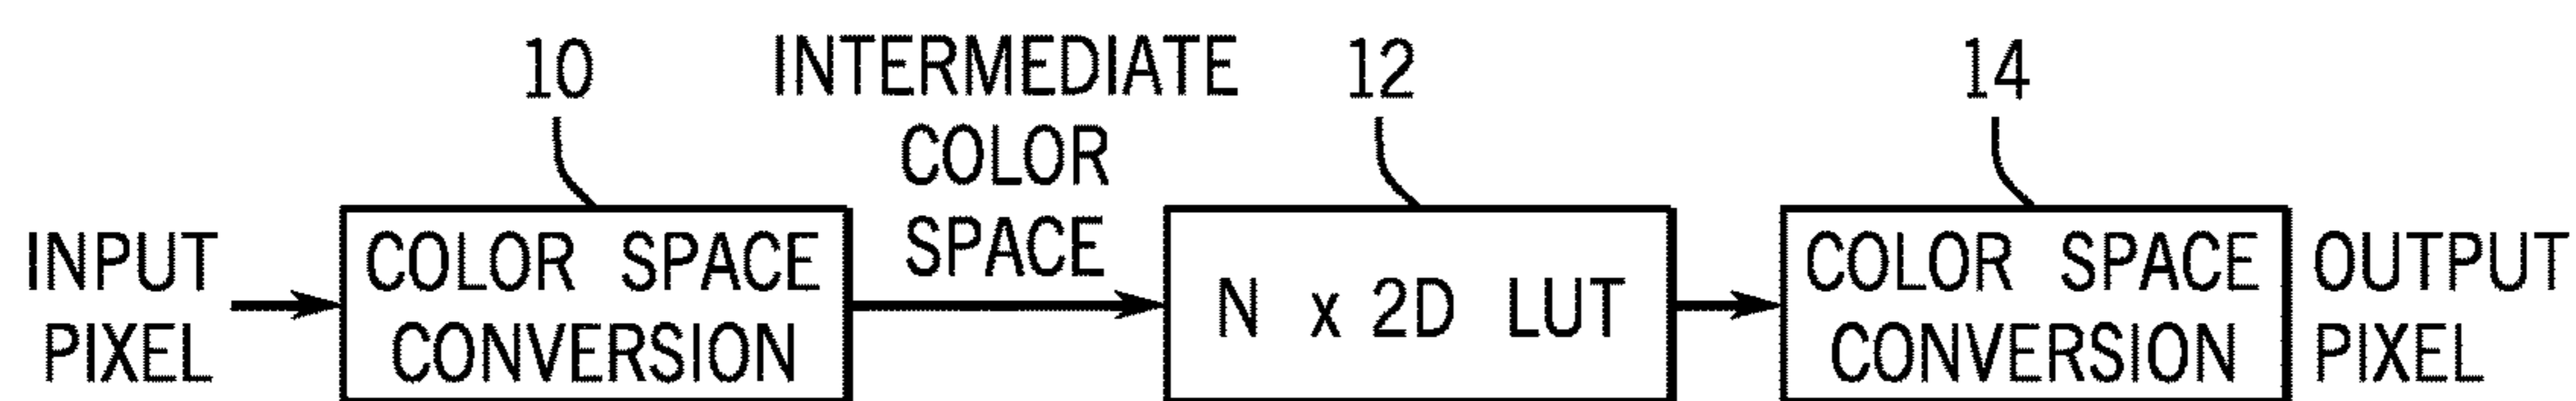 10
INTERMEDIATE
COLOR
SPACE
12
14
INPUT
PIXEL
COLOR SPACE
CONVERSION
N x 2D LUT
COLOR SPACE
CONVERSION
OUTPUT
PIXEL